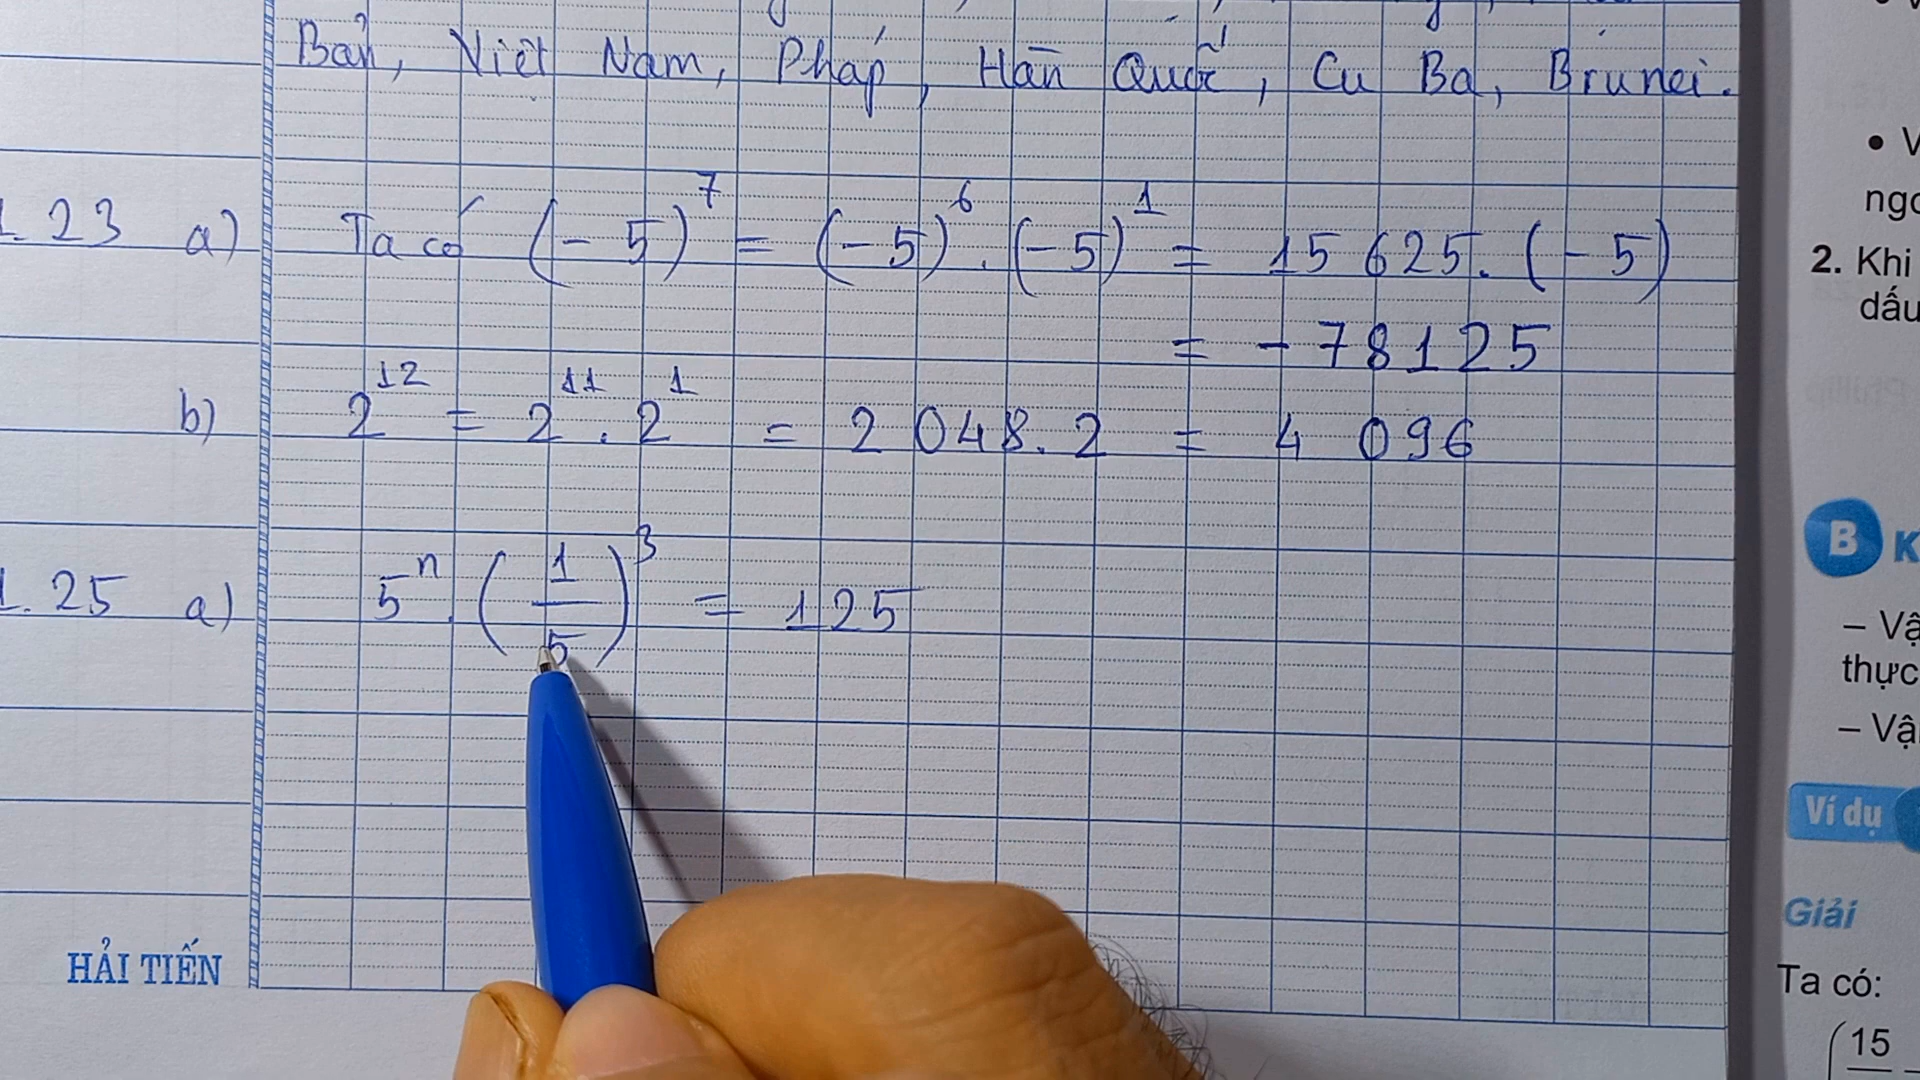 Bản, Việt Nam, Pháp, Hàn Quốc, Cu Ba, Brunei.
1.23 a) Ta có (-5)^7 = (-5)^6 . (-5)^1 = 15 625. (-5)
= - 78125
b) 2^12 = 2^11 . 2^1 = 2 048. 2 = 4 096
1.25 a) 5^n . (1/5)^3 = 125
HẢI TIẾN
• V
2. Khi
dấu
B K
– Vậ
thực
– Vậ
Ví dụ
Giải
Ta có:
(15